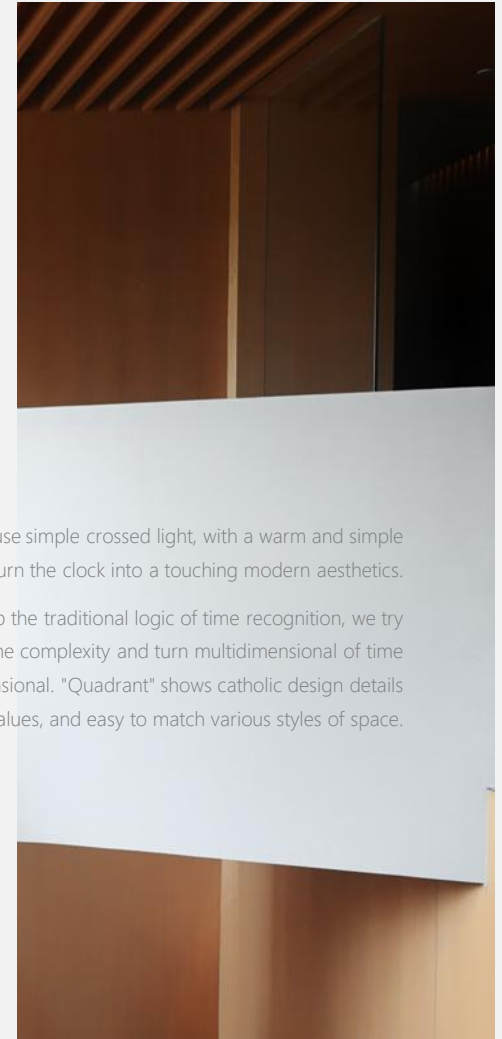 use simple crossed light, with a warm and simple
urn the clock into a touching modern aesthetics.
the traditional logic of time recognition, we try
complexity and turn multidimensional of time
sional. "Quadrant" shows catholic design details
alues, and easy to match various styles of space.